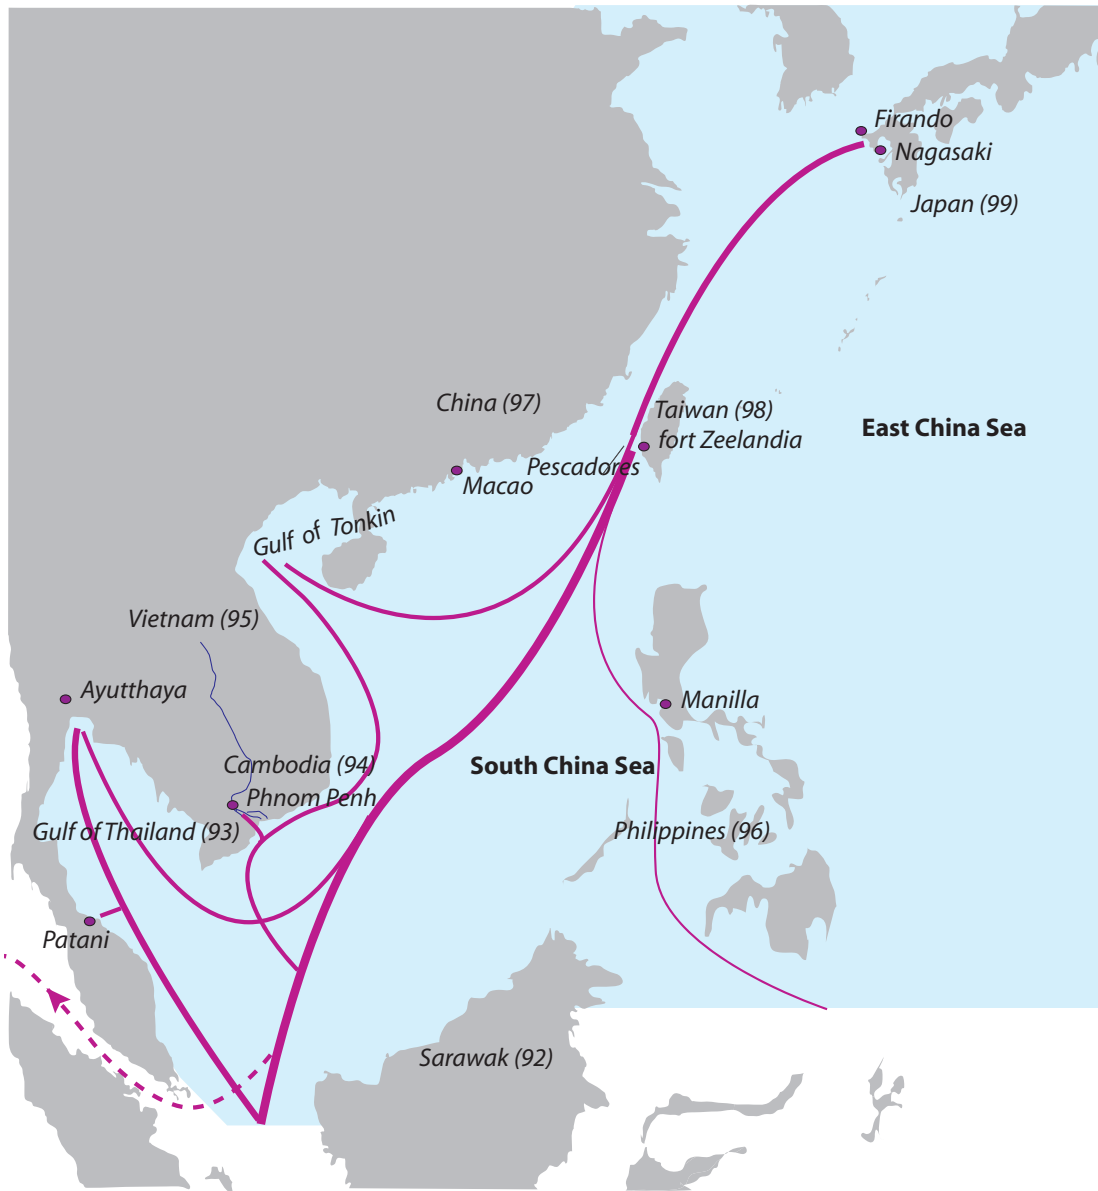 Firando
Nagasaki
Japan (99)
China (97)
Taiwan (98)
fort Zeelandia
East China Sea
Pescadores
Macao
Gulf of Tonkin
Vietnam (95)
Ayutthaya
Manilla
Cambodia (94)
South China Sea
Phnom Penh
Gulf of Thailand (93)
Philippines (96)
Patani
Sarawak (92)